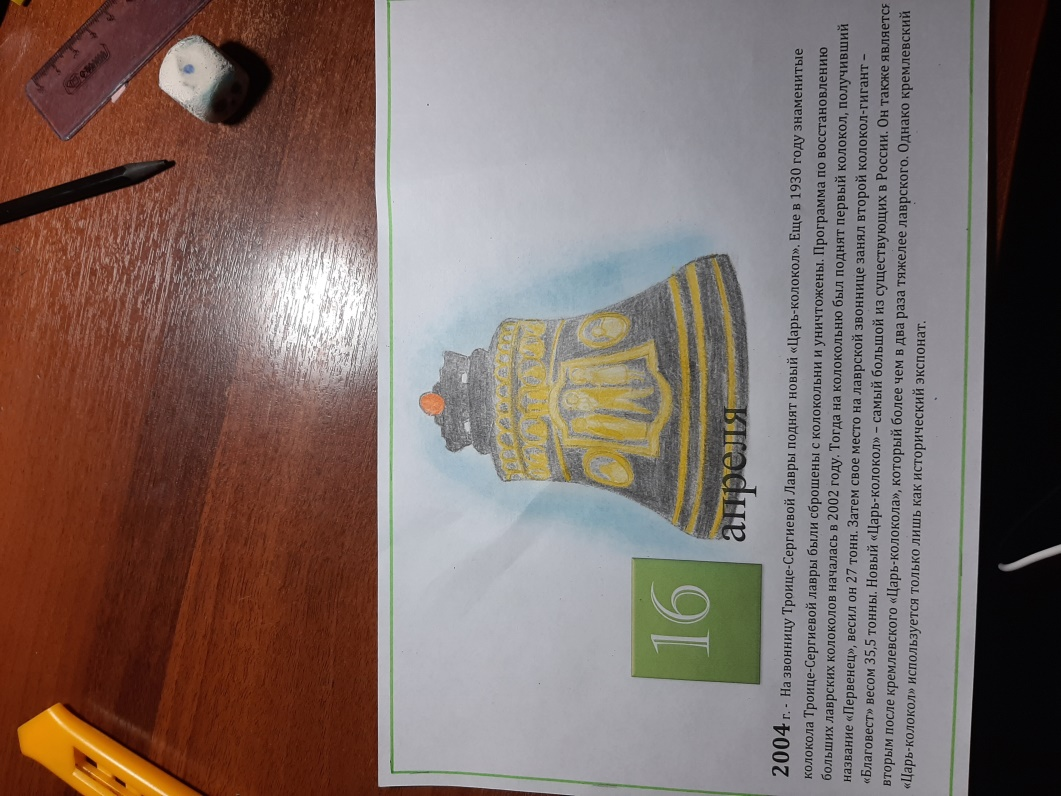 16
апреля
2004 г. - На звонницу Троице-Сергиевой Лавры поднят новый «Царь-колокол». Еще в 1930 году знаменитые
колокола Троице-Сергиевой лавры были сброшены с колокольни и уничтожены. Программа по восстановлению
больших лаврских колоколов началась в 2002 году. Тогда на колокольню был поднят первый колокол, получивший
название «Первенец», весил он 27 тонн. Затем свое место на лаврской звоннице занял второй колокол-гигант –
«Благовест» весом 35,5 тонны. Новый «Царь-колокол» – самый большой из существующих в России. Он также является
вторым после кремлевского «Царь-колокола», который более чем в два раза тяжелее лаврского. Однако кремлевский
«Царь-колокол» используется только лишь как исторический экспонат.